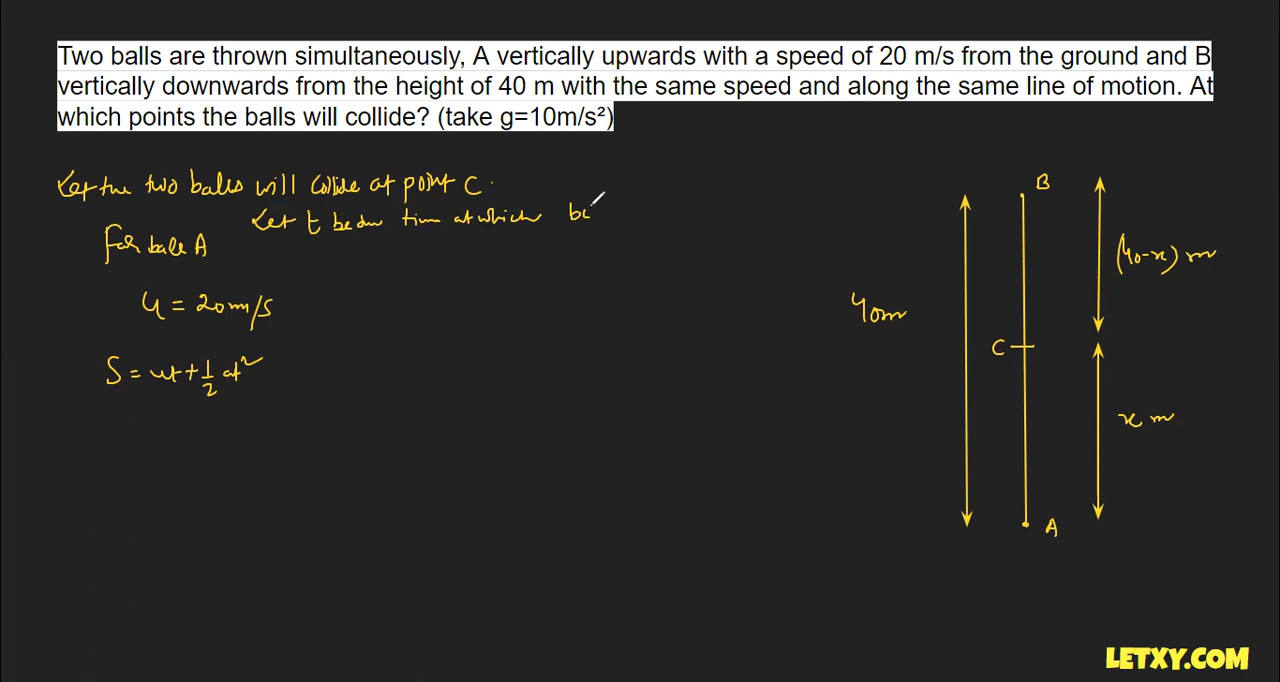 Two balls are thrown simultaneously, A vertically upwards with a speed of 20 m/s from the ground and B
vertically downwards from the height of 40 m with the same speed and along the same line of motion. At
which points the balls will collide? (take g=10m/s²)
Let the two balls will collide at point C.
Let t be the time at which
For ball A
u = 20m/s
S = ut + 1/2 at²
B
(40-x) m
40m
C
x m
A
LETXY.COM